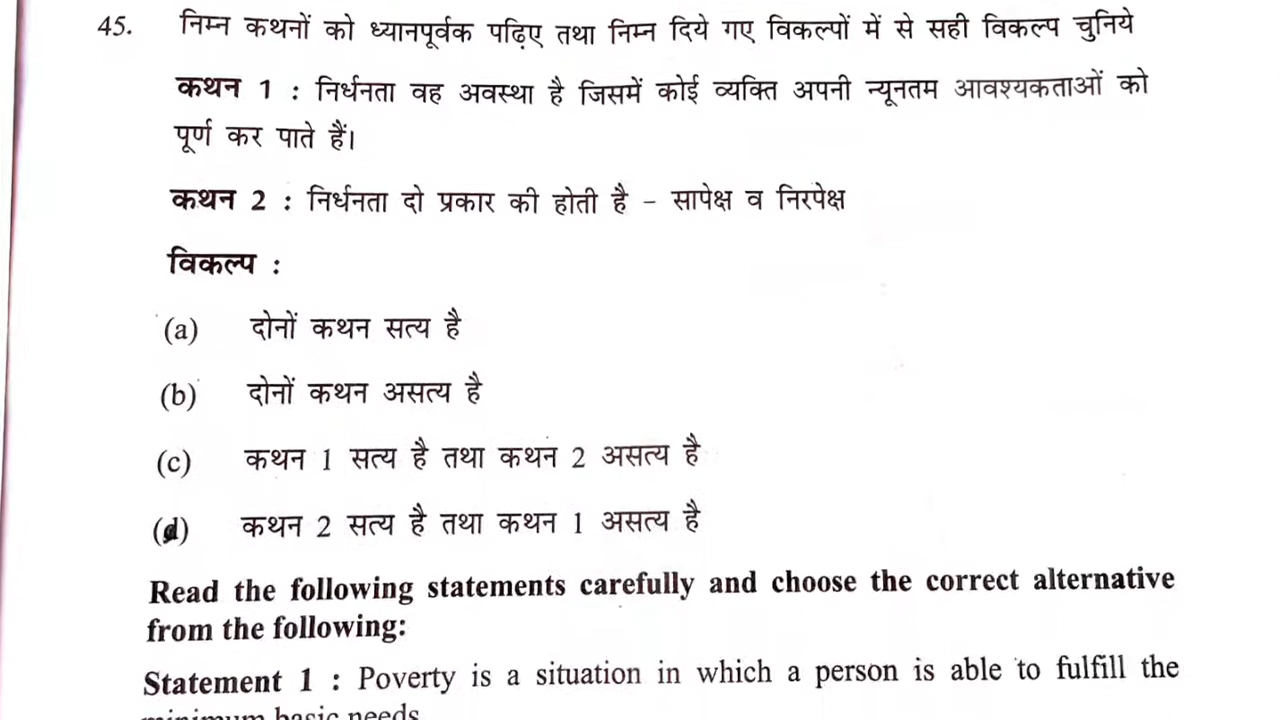 45. निम्न कथनों को ध्यानपूर्वक पढ़िए तथा निम्न दिये गए विकल्पों में से सही विकल्प चुनिये
कथन 1 : निर्धनता वह अवस्था है जिसमें कोई व्यक्ति अपनी न्यूनतम आवश्यकताओं को
पूर्ण कर पाते हैं।
कथन 2 : निर्धनता दो प्रकार की होती है - सापेक्ष व निरपेक्ष
विकल्प :
(a) दोनों कथन सत्य है
(b) दोनों कथन असत्य है
(c) कथन 1 सत्य है तथा कथन 2 असत्य है
(d) कथन 2 सत्य है तथा कथन 1 असत्य है
Read the following statements carefully and choose the correct alternative
from the following:
Statement 1 : Poverty is a situation in which a person is able to fulfill the
minimum basic needs